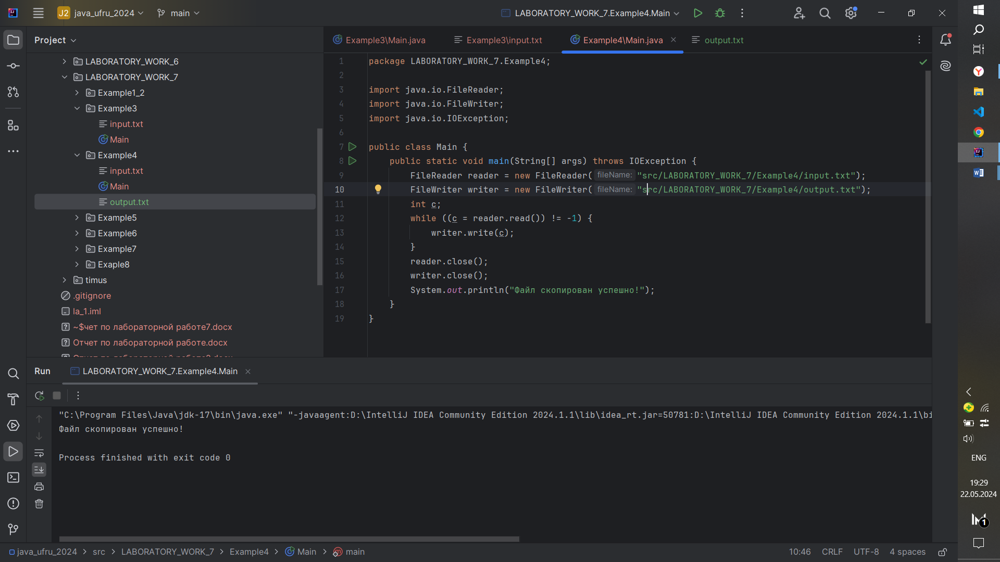 J2 java_ufru_2024 main LABORATORY_WORK_7.Example4.Main
Project
LABORATORY_WORK_6
LABORATORY_WORK_7
Example1_2
Example3
input.txt
Main
Example4
input.txt
Main
output.txt
Example5
Example6
Example7
Exaple8
timus
.gitignore
la_1.iml
~$чет по лабораторной работе7.docx
Отчет по лабораторной работе.docx
Example3\Main.java Example3\input.txt Example4\Main.java output.txt
1 package LABORATORY_WORK_7.Example4;
2
3 import java.io.FileReader;
4 import java.io.FileWriter;
5 import java.io.IOException;
6
7 public class Main {
8 public static void main(String[] args) throws IOException {
9 FileReader reader = new FileReader( fileName: "src/LABORATORY_WORK_7/Example4/input.txt");
10 FileWriter writer = new FileWriter( fileName: "src/LABORATORY_WORK_7/Example4/output.txt");
11 int c;
12 while ((c = reader.read()) != -1) {
13 writer.write(c);
14 }
15 reader.close();
16 writer.close();
17 System.out.println("Файл скопирован успешно!");
18 }
19 }
Run LABORATORY_WORK_7.Example4.Main
"C:\Program Files\Java\jdk-17\bin\java.exe" "-javaagent:D:\IntelliJ IDEA Community Edition 2024.1.1\lib\idea_rt.jar=50781:D:\IntelliJ IDEA Community Edition 2024.1.1\bi
Файл скопирован успешно!
Process finished with exit code 0
java_ufru_2024 > src > LABORATORY_WORK_7 > Example4 > Main > main
10:46 CRLF UTF-8 4 spaces
ENG
19:29
22.05.2024
1